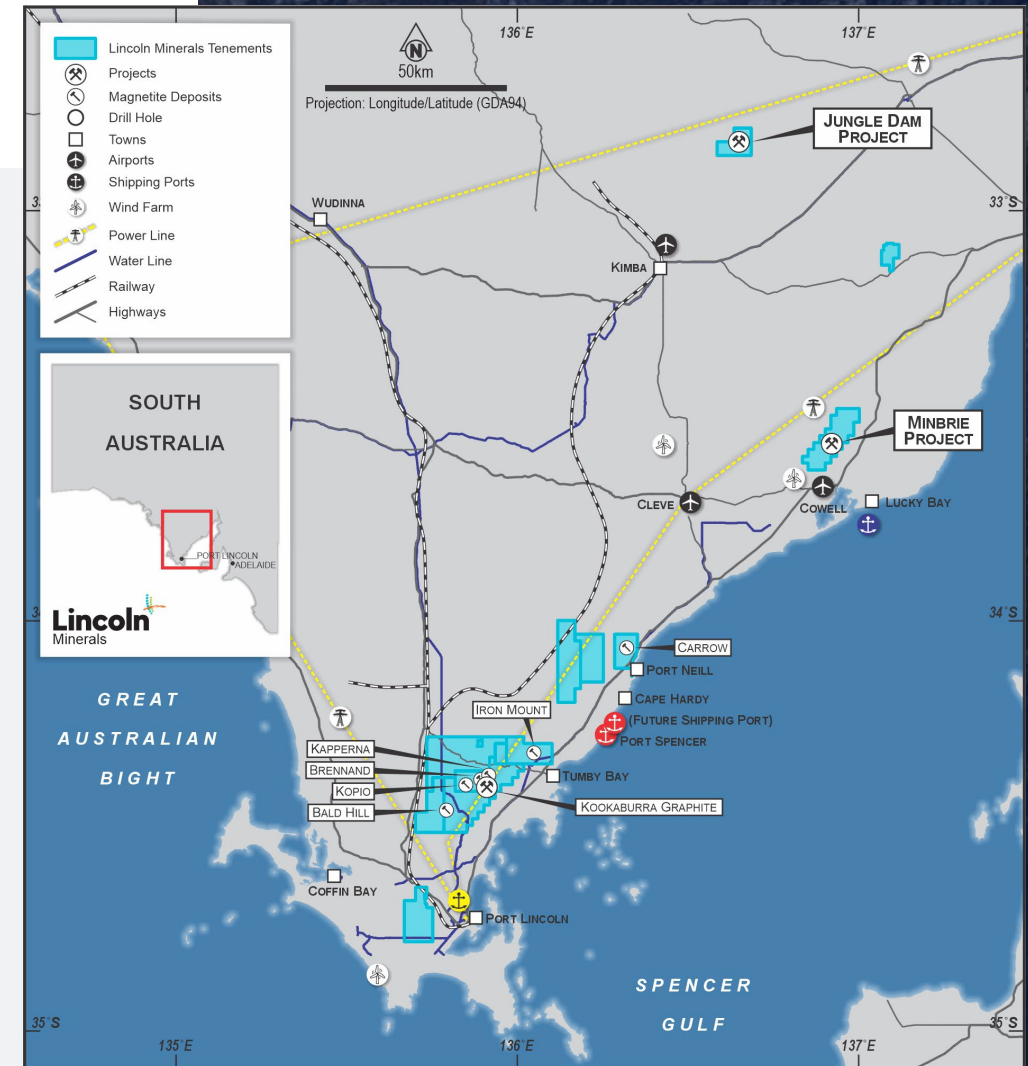 Lincoln Minerals Tenements
Projects
Magnetite Deposits
Drill Hole
Towns
Airports
Shipping Ports
Wind Farm
Power Line
Water Line
Railway
Highways
N
50km
Projection: Longitude/Latitude (GDA94)
136°E
137°E
JUNGLE DAM
PROJECT
33°S
WUDINNA
KIMBA
SOUTH
AUSTRALIA
PORT LINCOLN
ADELAIDE
Lincoln
Minerals
MINBRIE
PROJECT
CLEVE
COWELL
LUCKY BAY
34°S
CARROW
PORT NEILL
CAPE HARDY
(FUTURE SHIPPING PORT)
PORT SPENCER
GREAT
AUSTRALIAN
BIGHT
IRON MOUNT
KAPPERNA
BRENNAND
KOPIO
BALD HILL
TUMBY BAY
KOOKABURRA GRAPHITE
COFFIN BAY
PORT LINCOLN
SPENCER
GULF
35°S
35°S
135°E
136°E
137°E